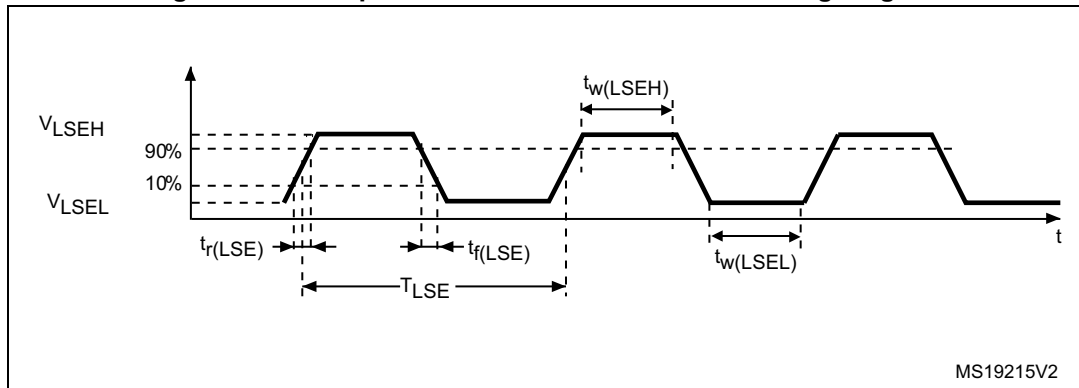 tw(LSEH)
VLSEH
90%
10%
VLSEL
t
tr(LSE)
tf(LSE)
tw(LSEL)
TLSE
MS19215V2